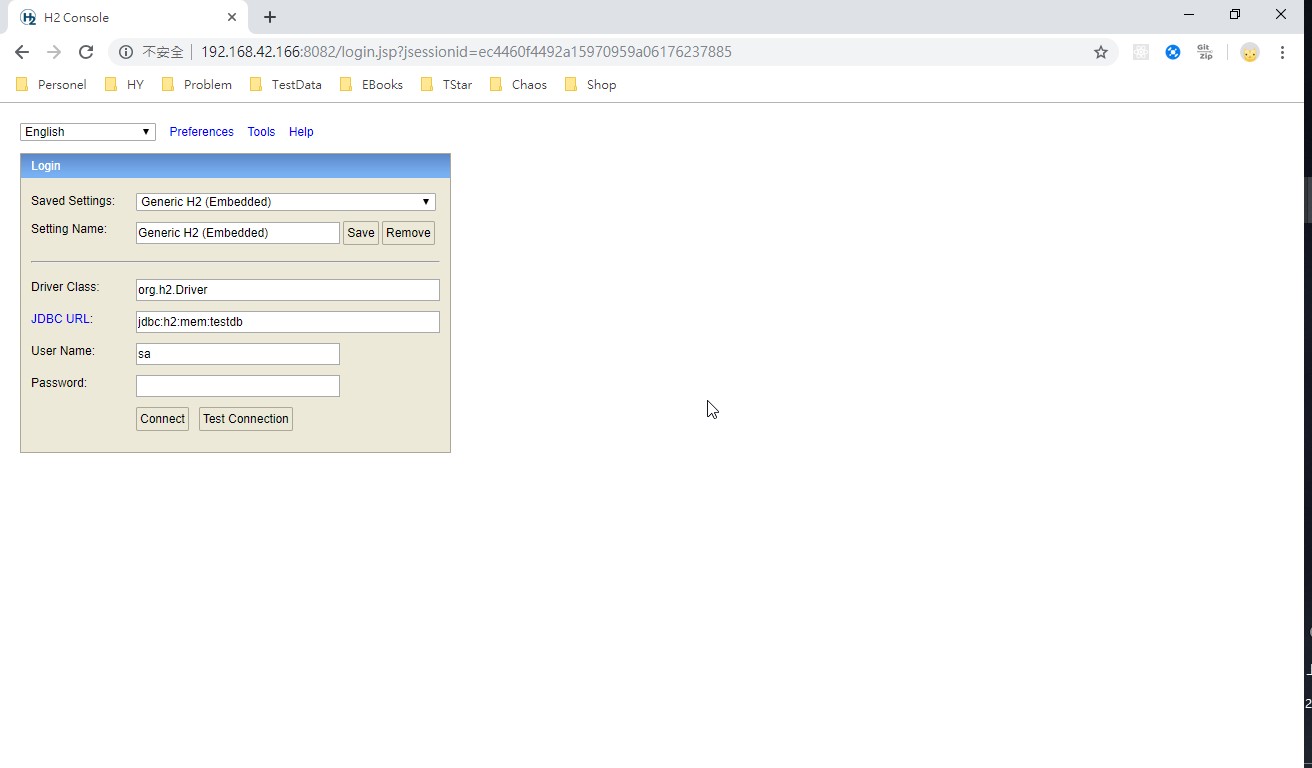 H2 Console
不安全 192.168.42.166:8082/login.jsp?jsessionid=ec4460f4492a15970959a06176237885
Git Zip
Personel HY Problem TestData EBooks TStar Chaos Shop
English Preferences Tools Help
Login
Saved Settings: Generic H2 (Embedded)
Setting Name: Generic H2 (Embedded) Save Remove
Driver Class: org.h2.Driver
JDBC URL: jdbc:h2:mem:testdb
User Name: sa
Password:
Connect Test Connection